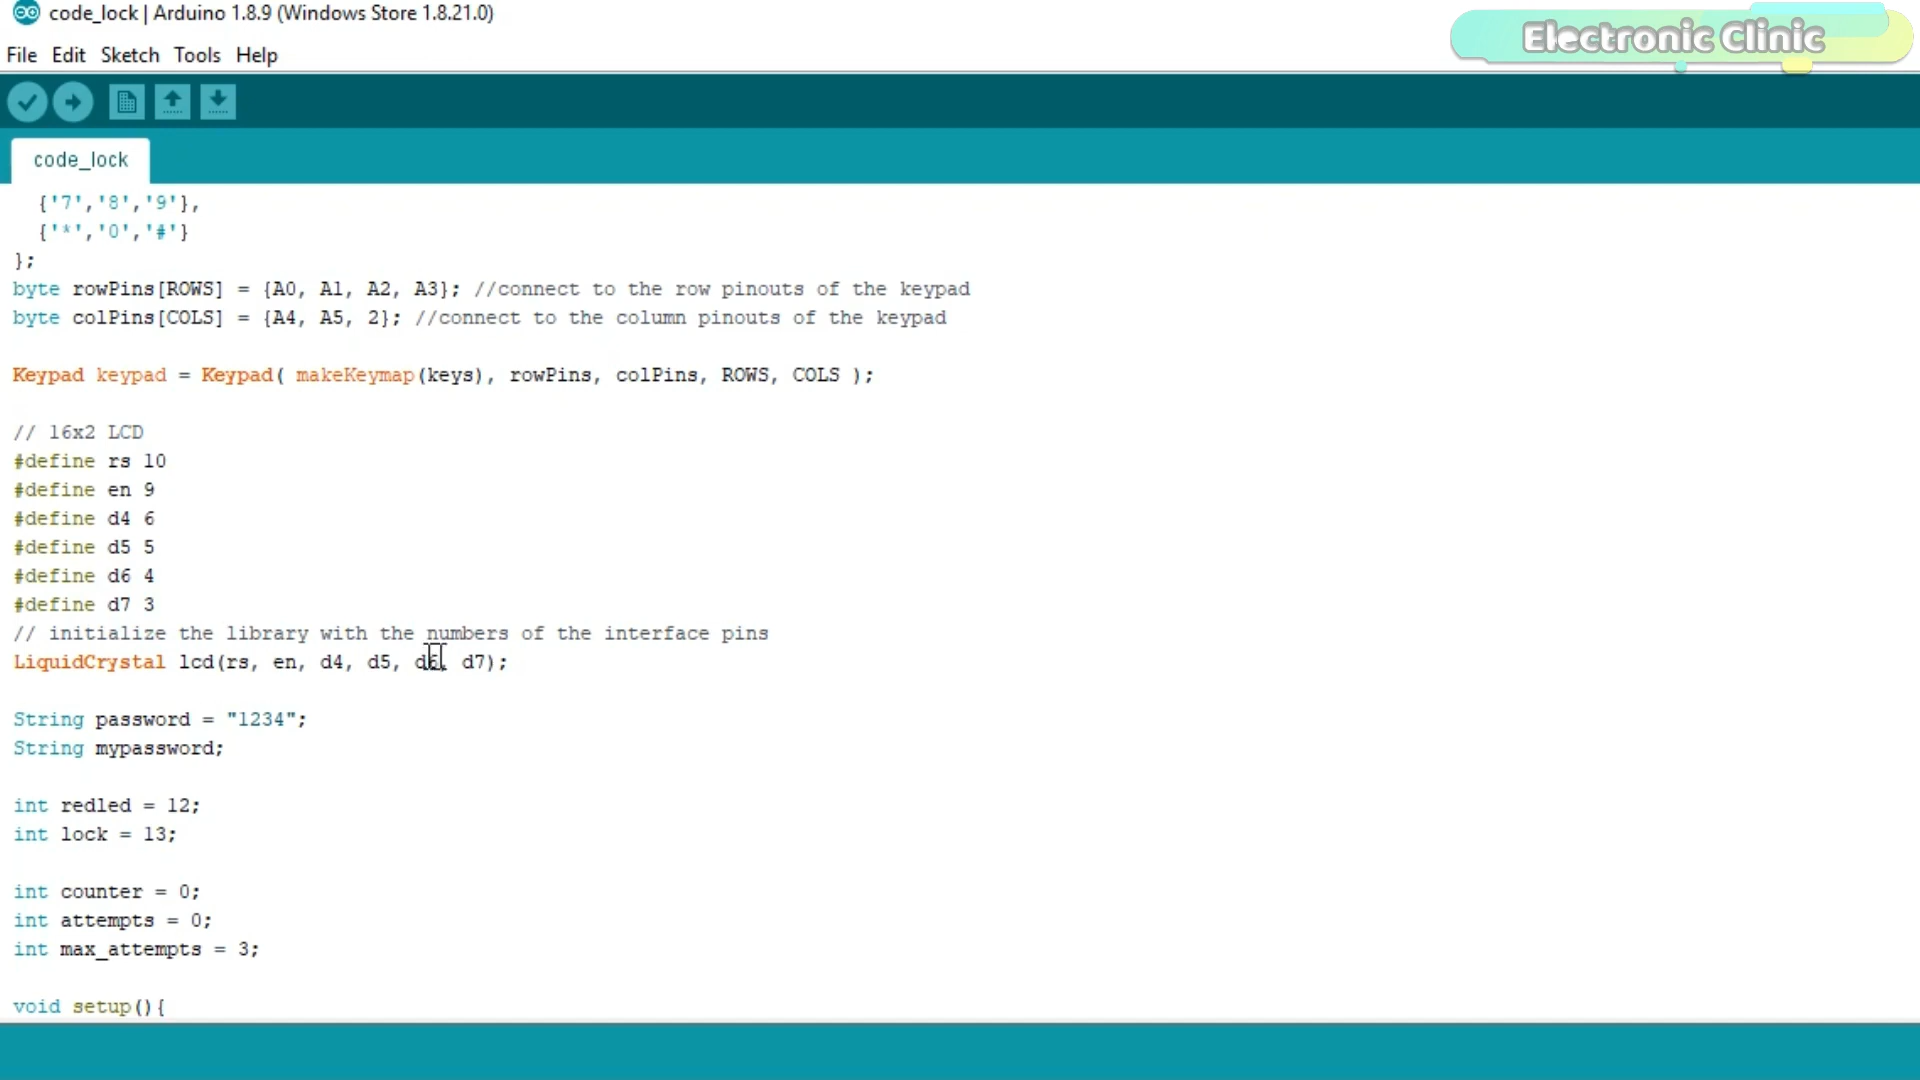 code_lock | Arduino 1.8.9 (Windows Store 1.8.21.0)
Electronic Clinic
File Edit Sketch Tools Help
code_lock
{'7','8','9'},
{'*','0','#'}
};
byte rowPins[ROWS] = {A0, A1, A2, A3}; //connect to the row pinouts of the keypad
byte colPins[COLS] = {A4, A5, 2}; //connect to the column pinouts of the keypad
Keypad keypad = Keypad( makeKeymap(keys), rowPins, colPins, ROWS, COLS );
// 16x2 LCD
#define rs 10
#define en 9
#define d4 6
#define d5 5
#define d6 4
#define d7 3
// initialize the library with the numbers of the interface pins
LiquidCrystal lcd(rs, en, d4, d5, d6, d7);
String password = "1234";
String mypassword;
int redled = 12;
int lock = 13;
int counter = 0;
int attempts = 0;
int max_attempts = 3;
void setup(){